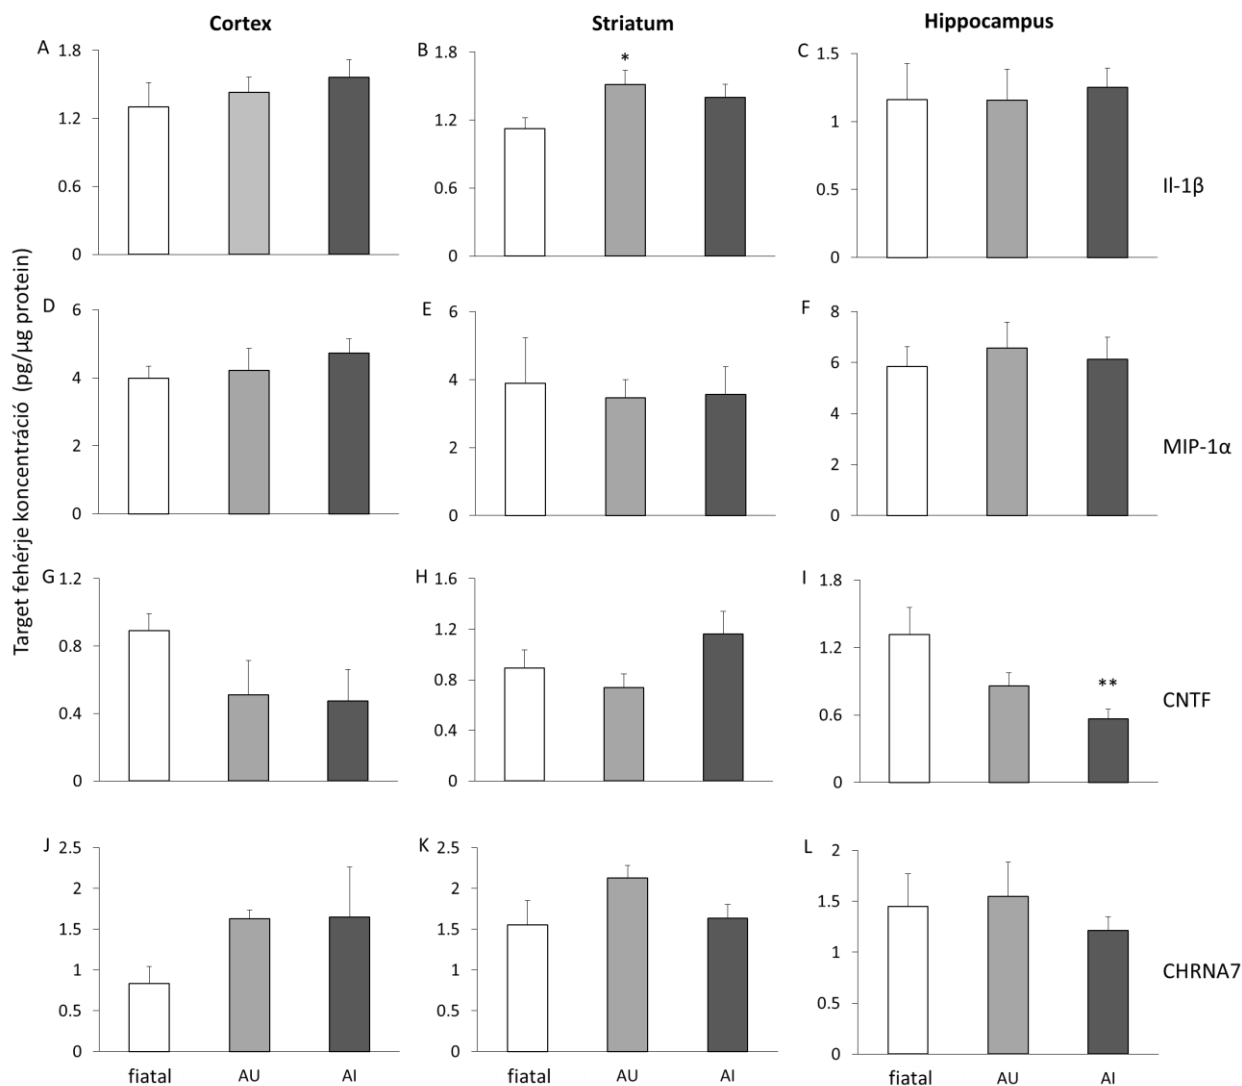 Cortex
Striatum
Hippocampus
Target fehérje koncentráció (pg/µg protein)
A
1.8
1.2
0.6
0
B
1.8
*
1.2
0.6
0
C
1.5
1
0.5
0
Il-1β
D
6
4
2
0
E
6
4
2
0
F
8
6
4
2
0
MIP-1α
G
1.2
0.8
0.4
0
H
1.6
1.2
0.8
0.4
0
I
1.8
1.2
**
0.6
0
CNTF
J
2.5
2
1.5
1
0.5
0
K
2.5
2
1.5
1
0.5
0
L
2
1.5
1
0.5
0
CHRNA7
fiatal AU AI
fiatal AU AI
fiatal AU AI